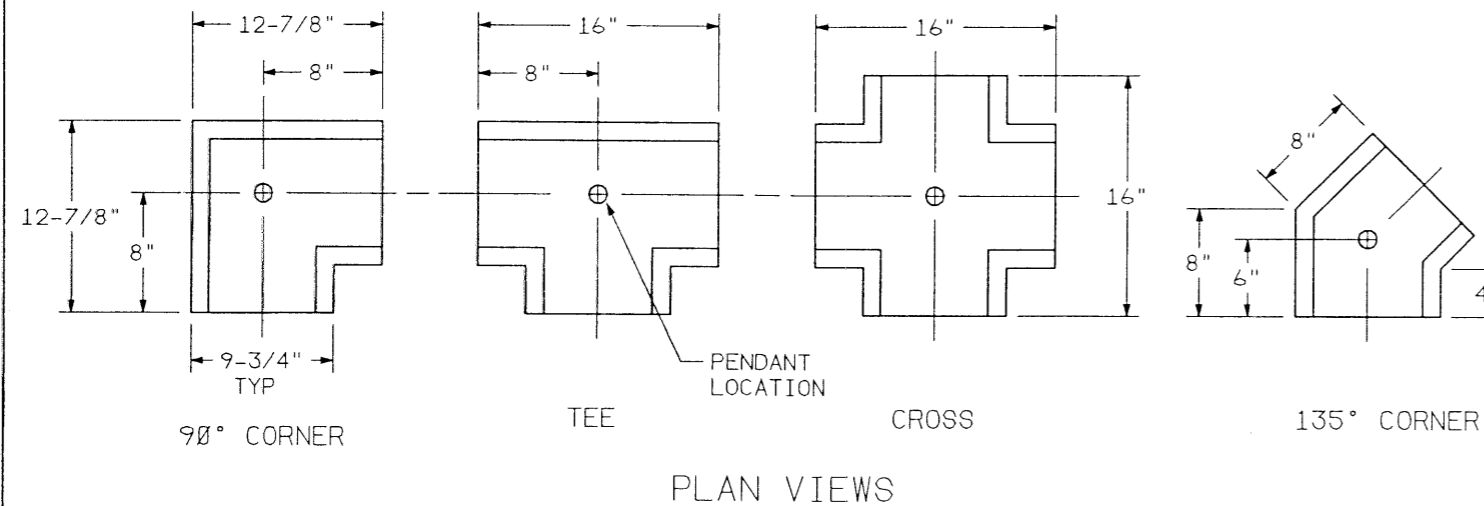 12-7/8"
8"
12-7/8"
8"
9-3/4"
TYP
90° CORNER
16"
8"
PENDANT
LOCATION
TEE
16"
16"
CROSS
8"
8"
6"
4
135° CORNER
PLAN VIEWS